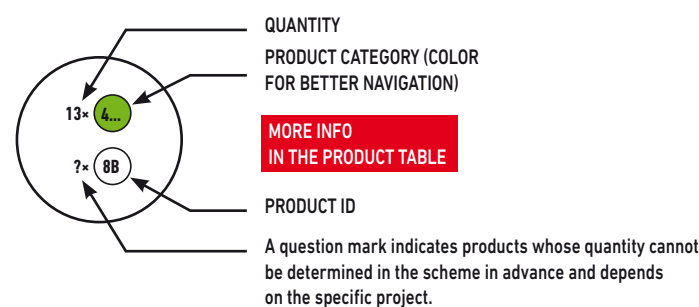 QUANTITY
PRODUCT CATEGORY (COLOR
FOR BETTER NAVIGATION)
13× 4...
MORE INFO
IN THE PRODUCT TABLE
?× 8B
PRODUCT ID
A question mark indicates products whose quantity cannot
be determined in the scheme in advance and depends
on the specific project.